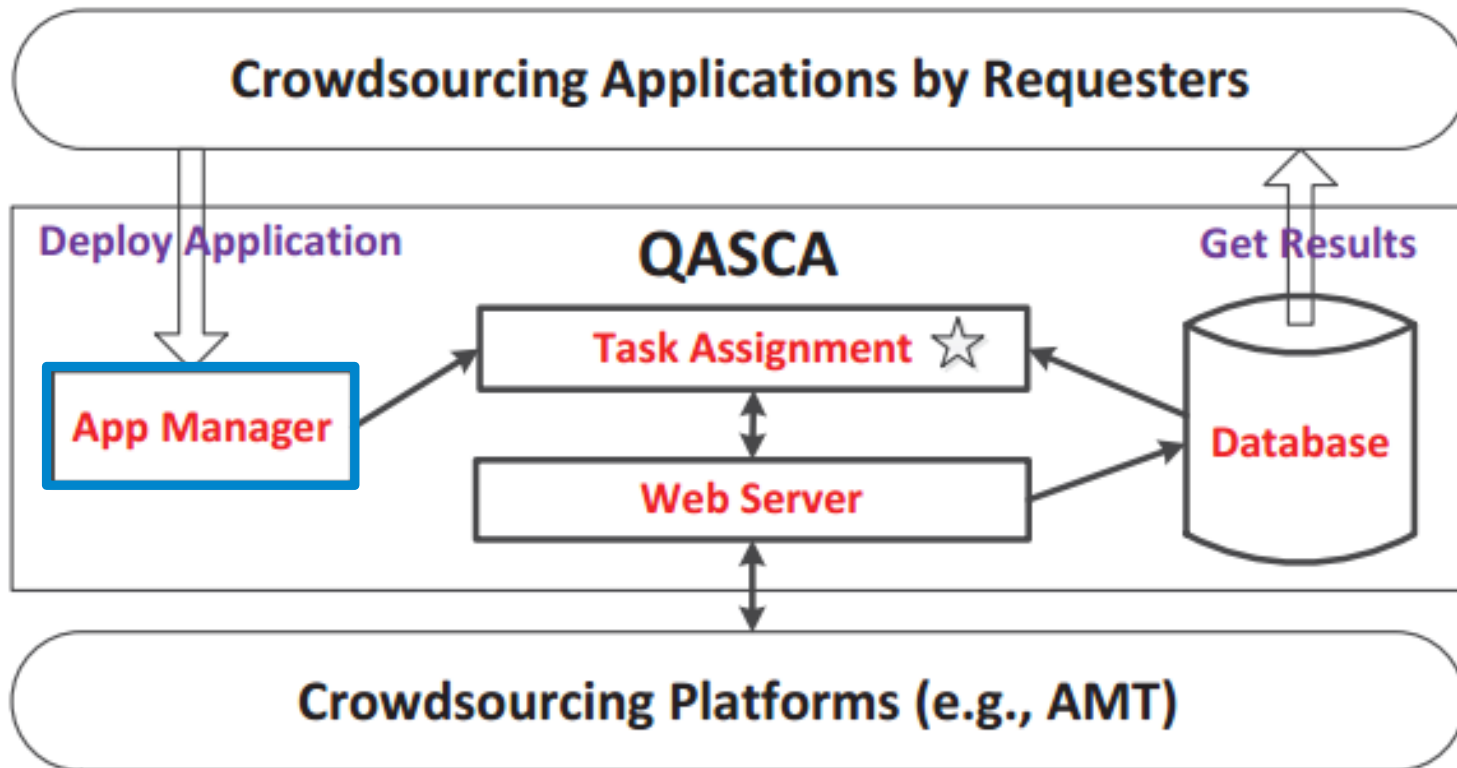 Crowdsourcing Applications by Requesters
Deploy Application
QASCA
Get Results
Task Assignment
App Manager
Database
Web Server
Crowdsourcing Platforms (e.g., AMT)